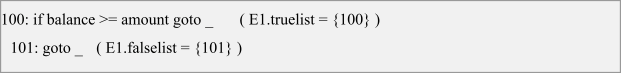 100: if balance >= amount goto _ ( E1.truelist = {100} )
101: goto _ ( E1.falselist = {101} )